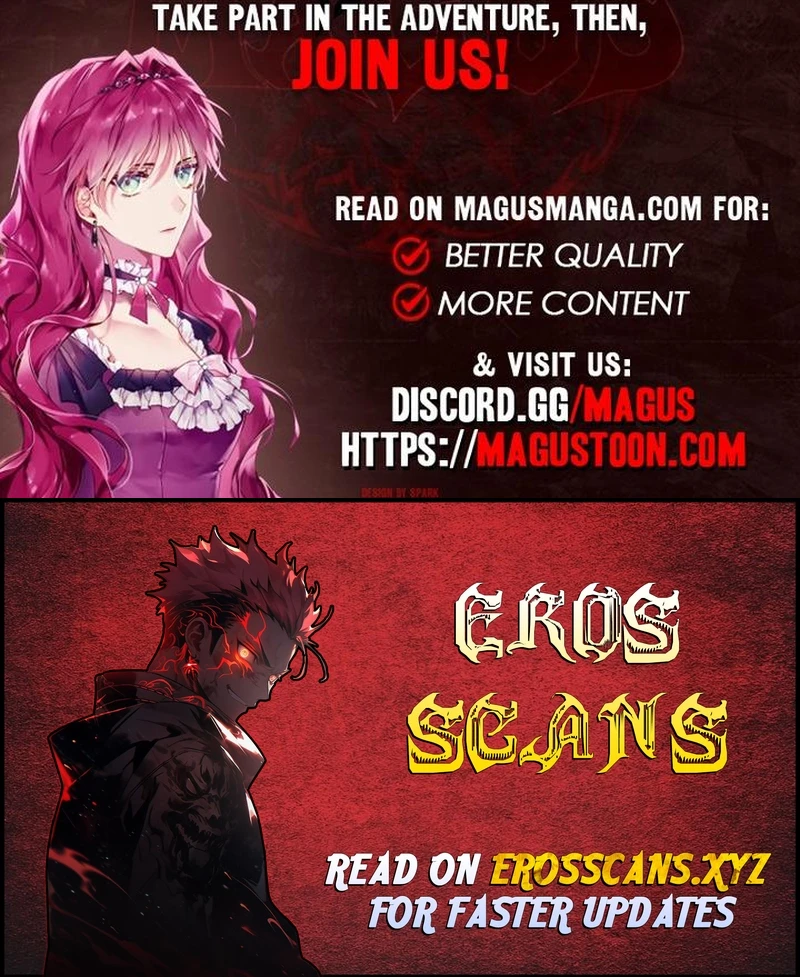 TAKE PART IN THE ADVENTURE, THEN,
JOIN US!
READ ON MAGUSMANGA.COM FOR:
BETTER QUALITY
MORE CONTENT
& VISIT US:
DISCORD.GG/MAGUS
HTTPS://MAGUSTOON.COM
DESIGN BY SPARK
EROS
SCANS
READ ON EROSSCANS.XYZ
FOR FASTER UPDATES